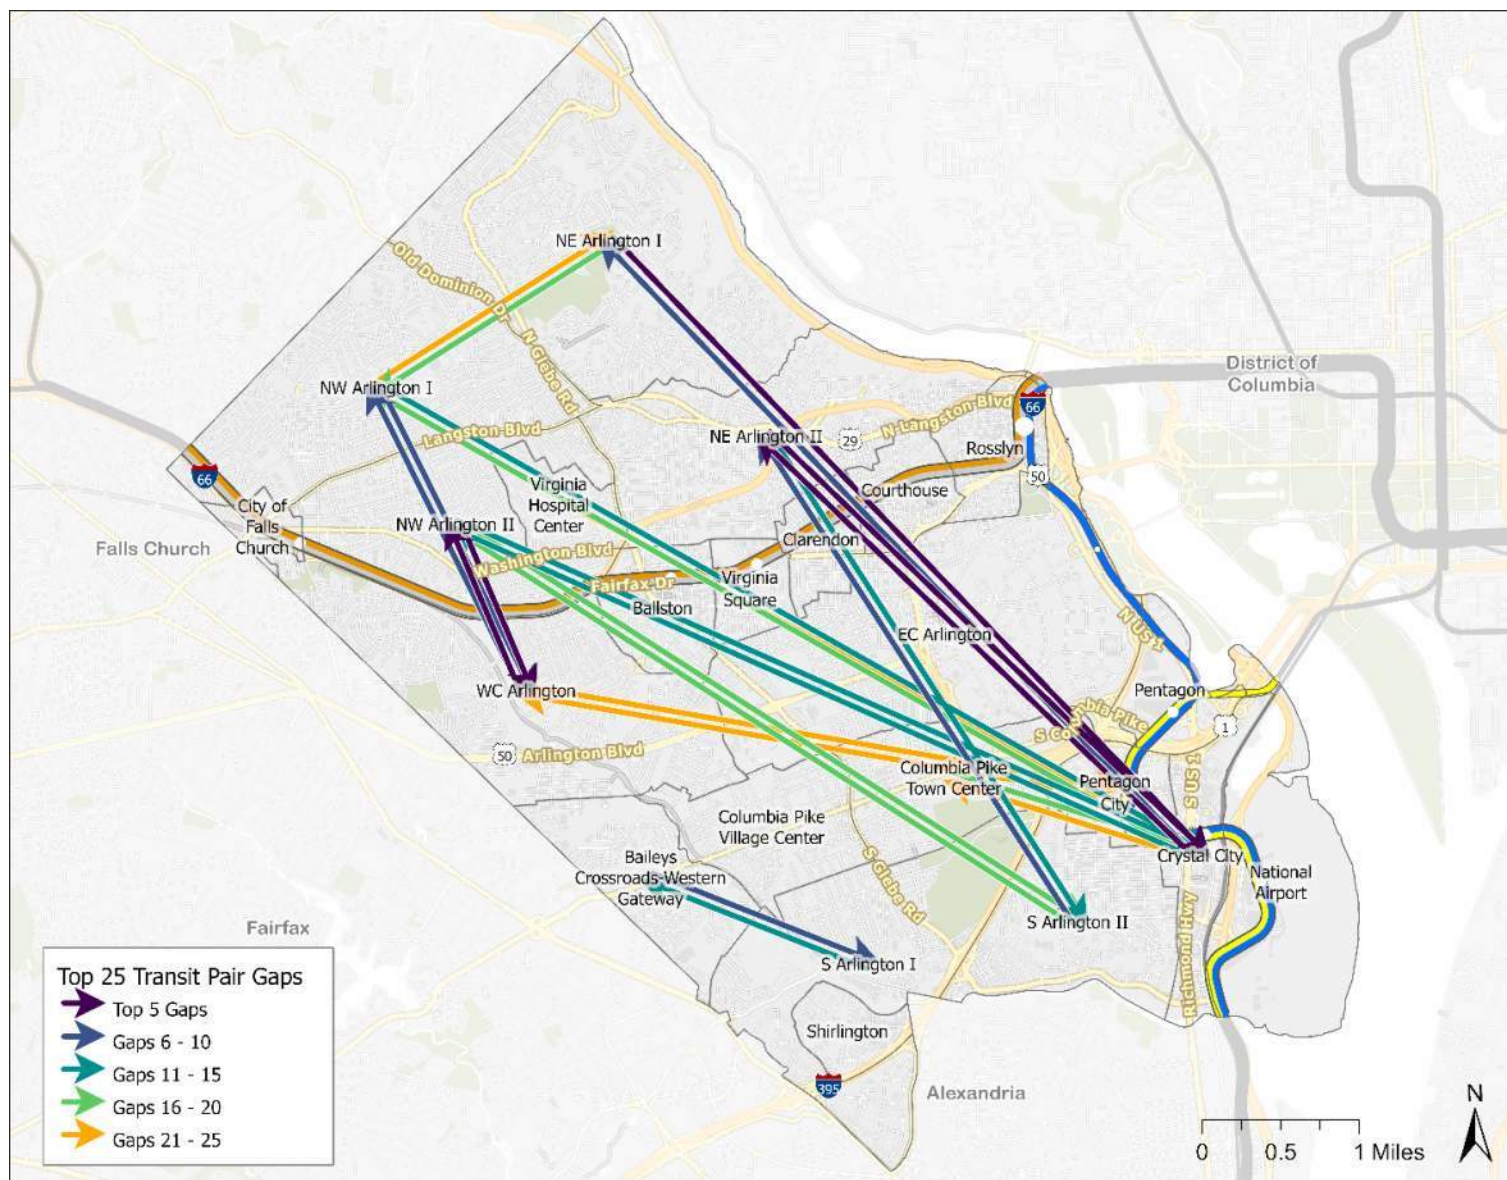 NE Arlington I
Old Dominion Dr
N Glebe Rd
District of
Columbia
NW Arlington I
66
N Langston Blvd
Langston Blvd
NE Arlington II
29
Rosslyn
66
50
Virginia
Hospital
Center
Courthouse
City of
Falls
Church
NW Arlington II
Falls Church
Clarendon
Washington Blvd
Fairfax Dr
Virginia
Square
Ballston
EC Arlington
N US 1
WC Arlington
Pentagon
1
50
Arlington Blvd
Columbia Pike
Town Center
Pentagon
City
S US 1
Columbia Pike
Village Center
Crystal City
Baileys
Crossroads-Western
Gateway
S Glebe Rd
National
Airport
Richmond Hwy
S Arlington II
Fairfax
S Arlington I
Shirlington
395
Alexandria
Top 25 Transit Pair Gaps
Top 5 Gaps
Gaps 6 - 10
Gaps 11 - 15
Gaps 16 - 20
Gaps 21 - 25
N
0 0.5 1 Miles